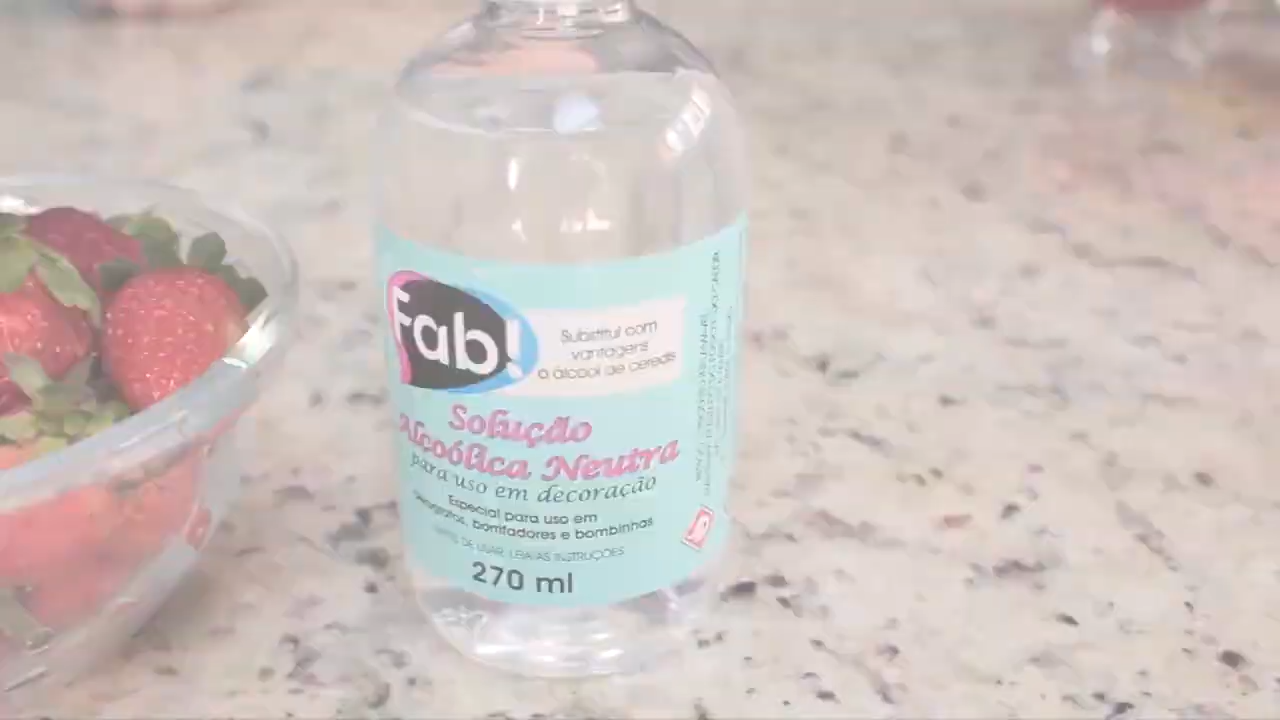 Fab!
Substitui com
vantagens
o álcool de cereais
Solução
Alcoólica Neutra
para uso em decoração
Especial para uso em
aerógrafos, borrifadores e bombinhas
ANTES DE USAR, LEIA AS INSTRUÇÕES
270 ml